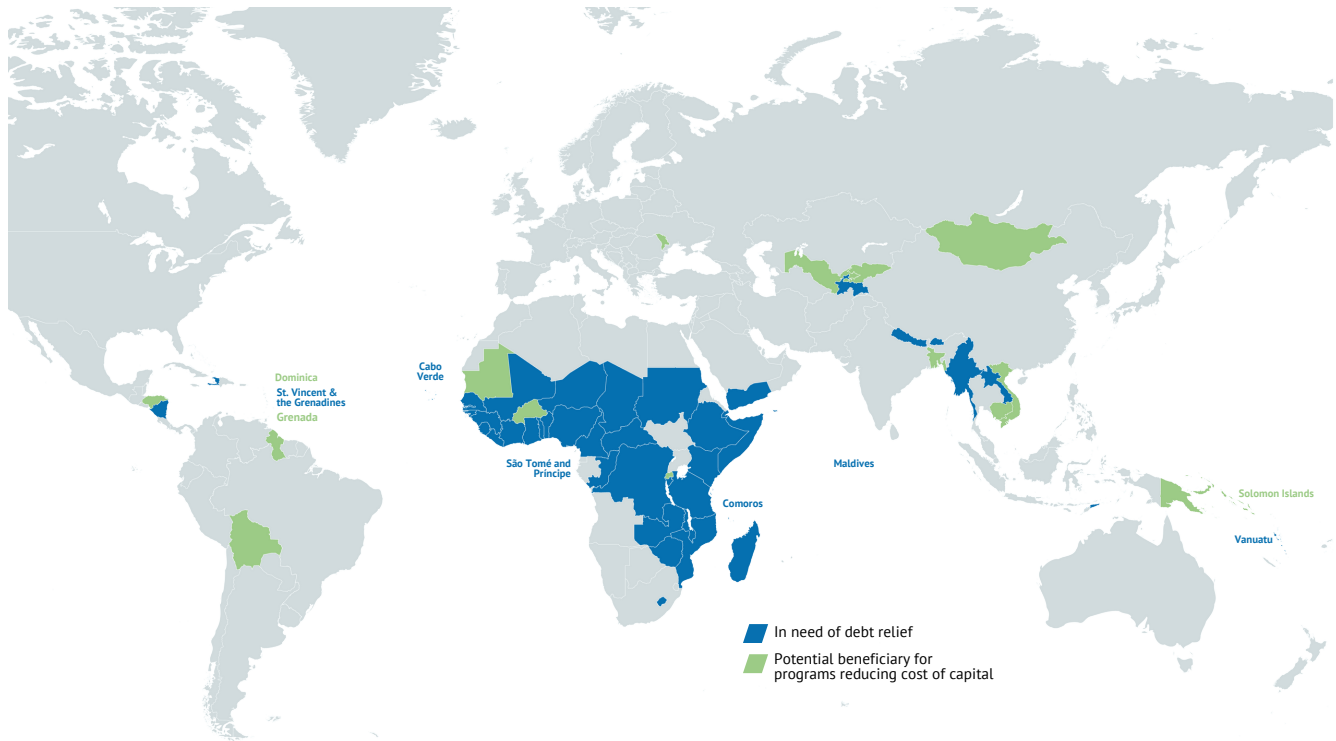 Cabo
Verde
Dominica
St. Vincent &
the Grenadines
Grenada
São Tomé and
Príncipe
Maldives
Comoros
Solomon Islands
Vanuatu
In need of debt relief
Potential beneficiary for
programs reducing cost of capital